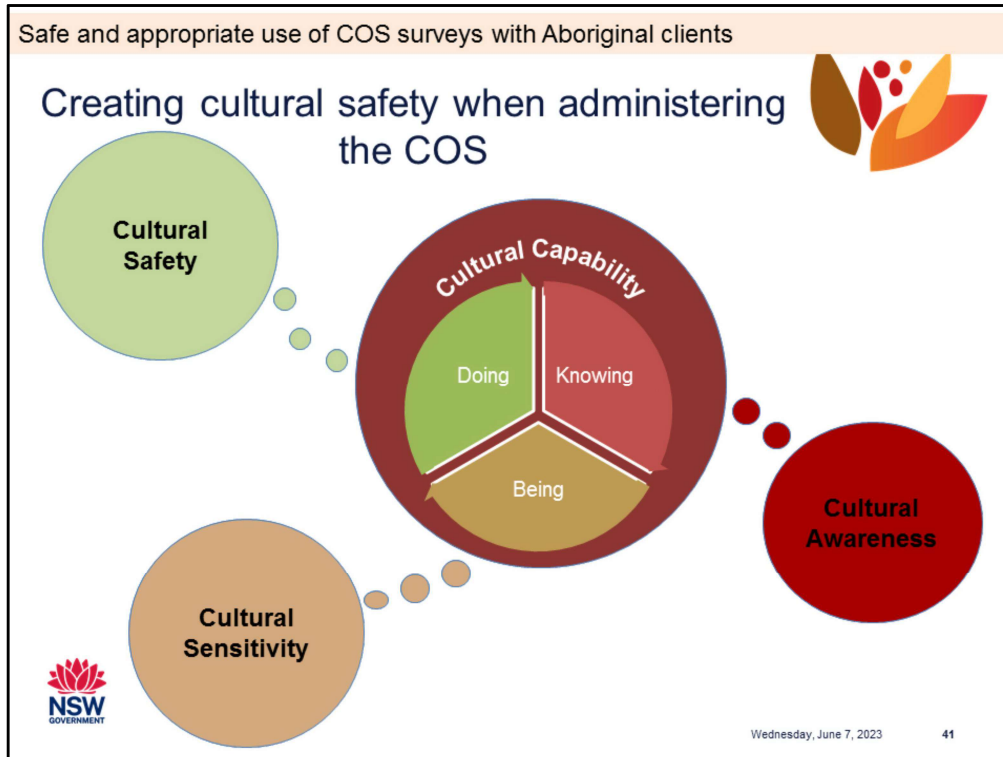 Safe and appropriate use of COS surveys with Aboriginal clients
Creating cultural safety when administering
the COS
Cultural
Safety
Cultural Capability
Doing
Knowing
Being
Cultural
Awareness
Cultural
Sensitivity
NSW
GOVERNMENT
Wednesday, June 7, 2023
41